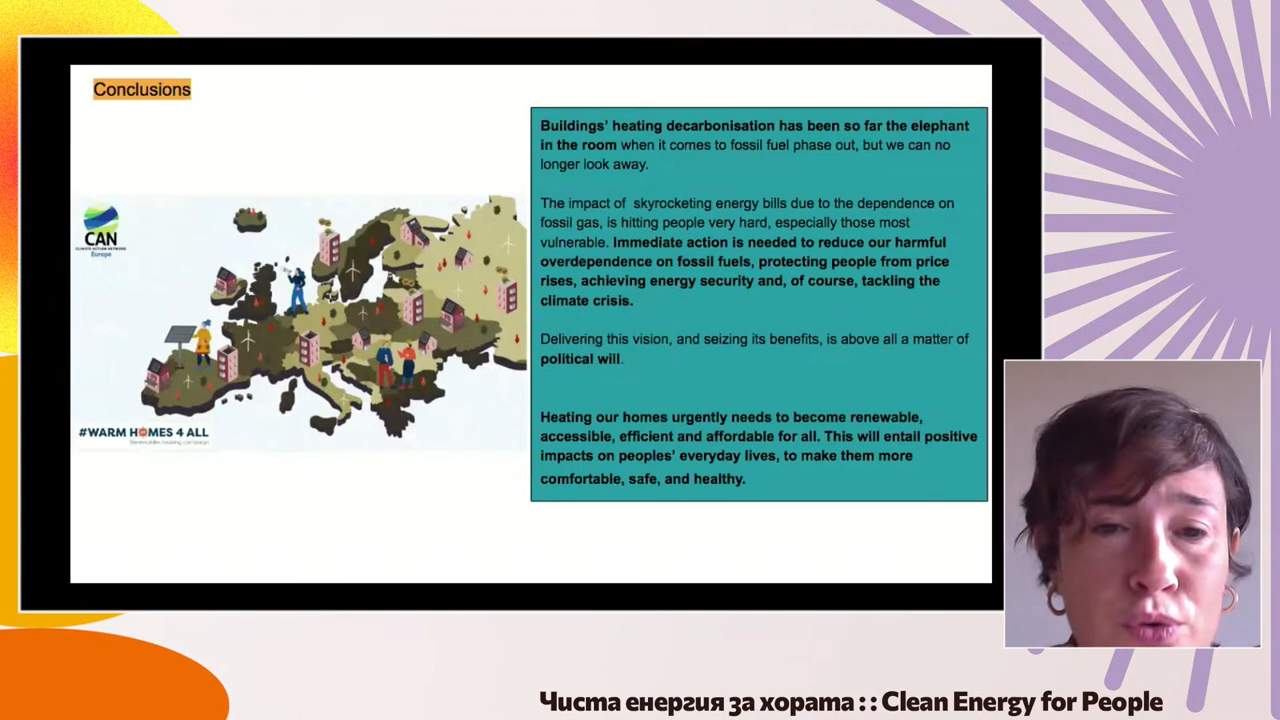 Conclusions
Buildings' heating decarbonisation has been so far the elephant
in the room when it comes to fossil fuel phase out, but we can no
longer look away.
The impact of skyrocketing energy bills due to the dependence on
fossil gas, is hitting people very hard, especially those most
vulnerable. Immediate action is needed to reduce our harmful
overdependence on fossil fuels, protecting people from price
rises, achieving energy security and, of course, tackling the
climate crisis.
Delivering this vision, and seizing its benefits, is above all a matter of
political will.
Heating our homes urgently needs to become renewable,
accessible, efficient and affordable for all. This will entail positive
impacts on peoples' everyday lives, to make them more
comfortable, safe, and healthy.
CAN
CLIMATE ACTION NETWORK
Europe
#WARM HOMES 4 ALL
Renewables heating campaign
Чиста енергия за хората :: Clean Energy for People